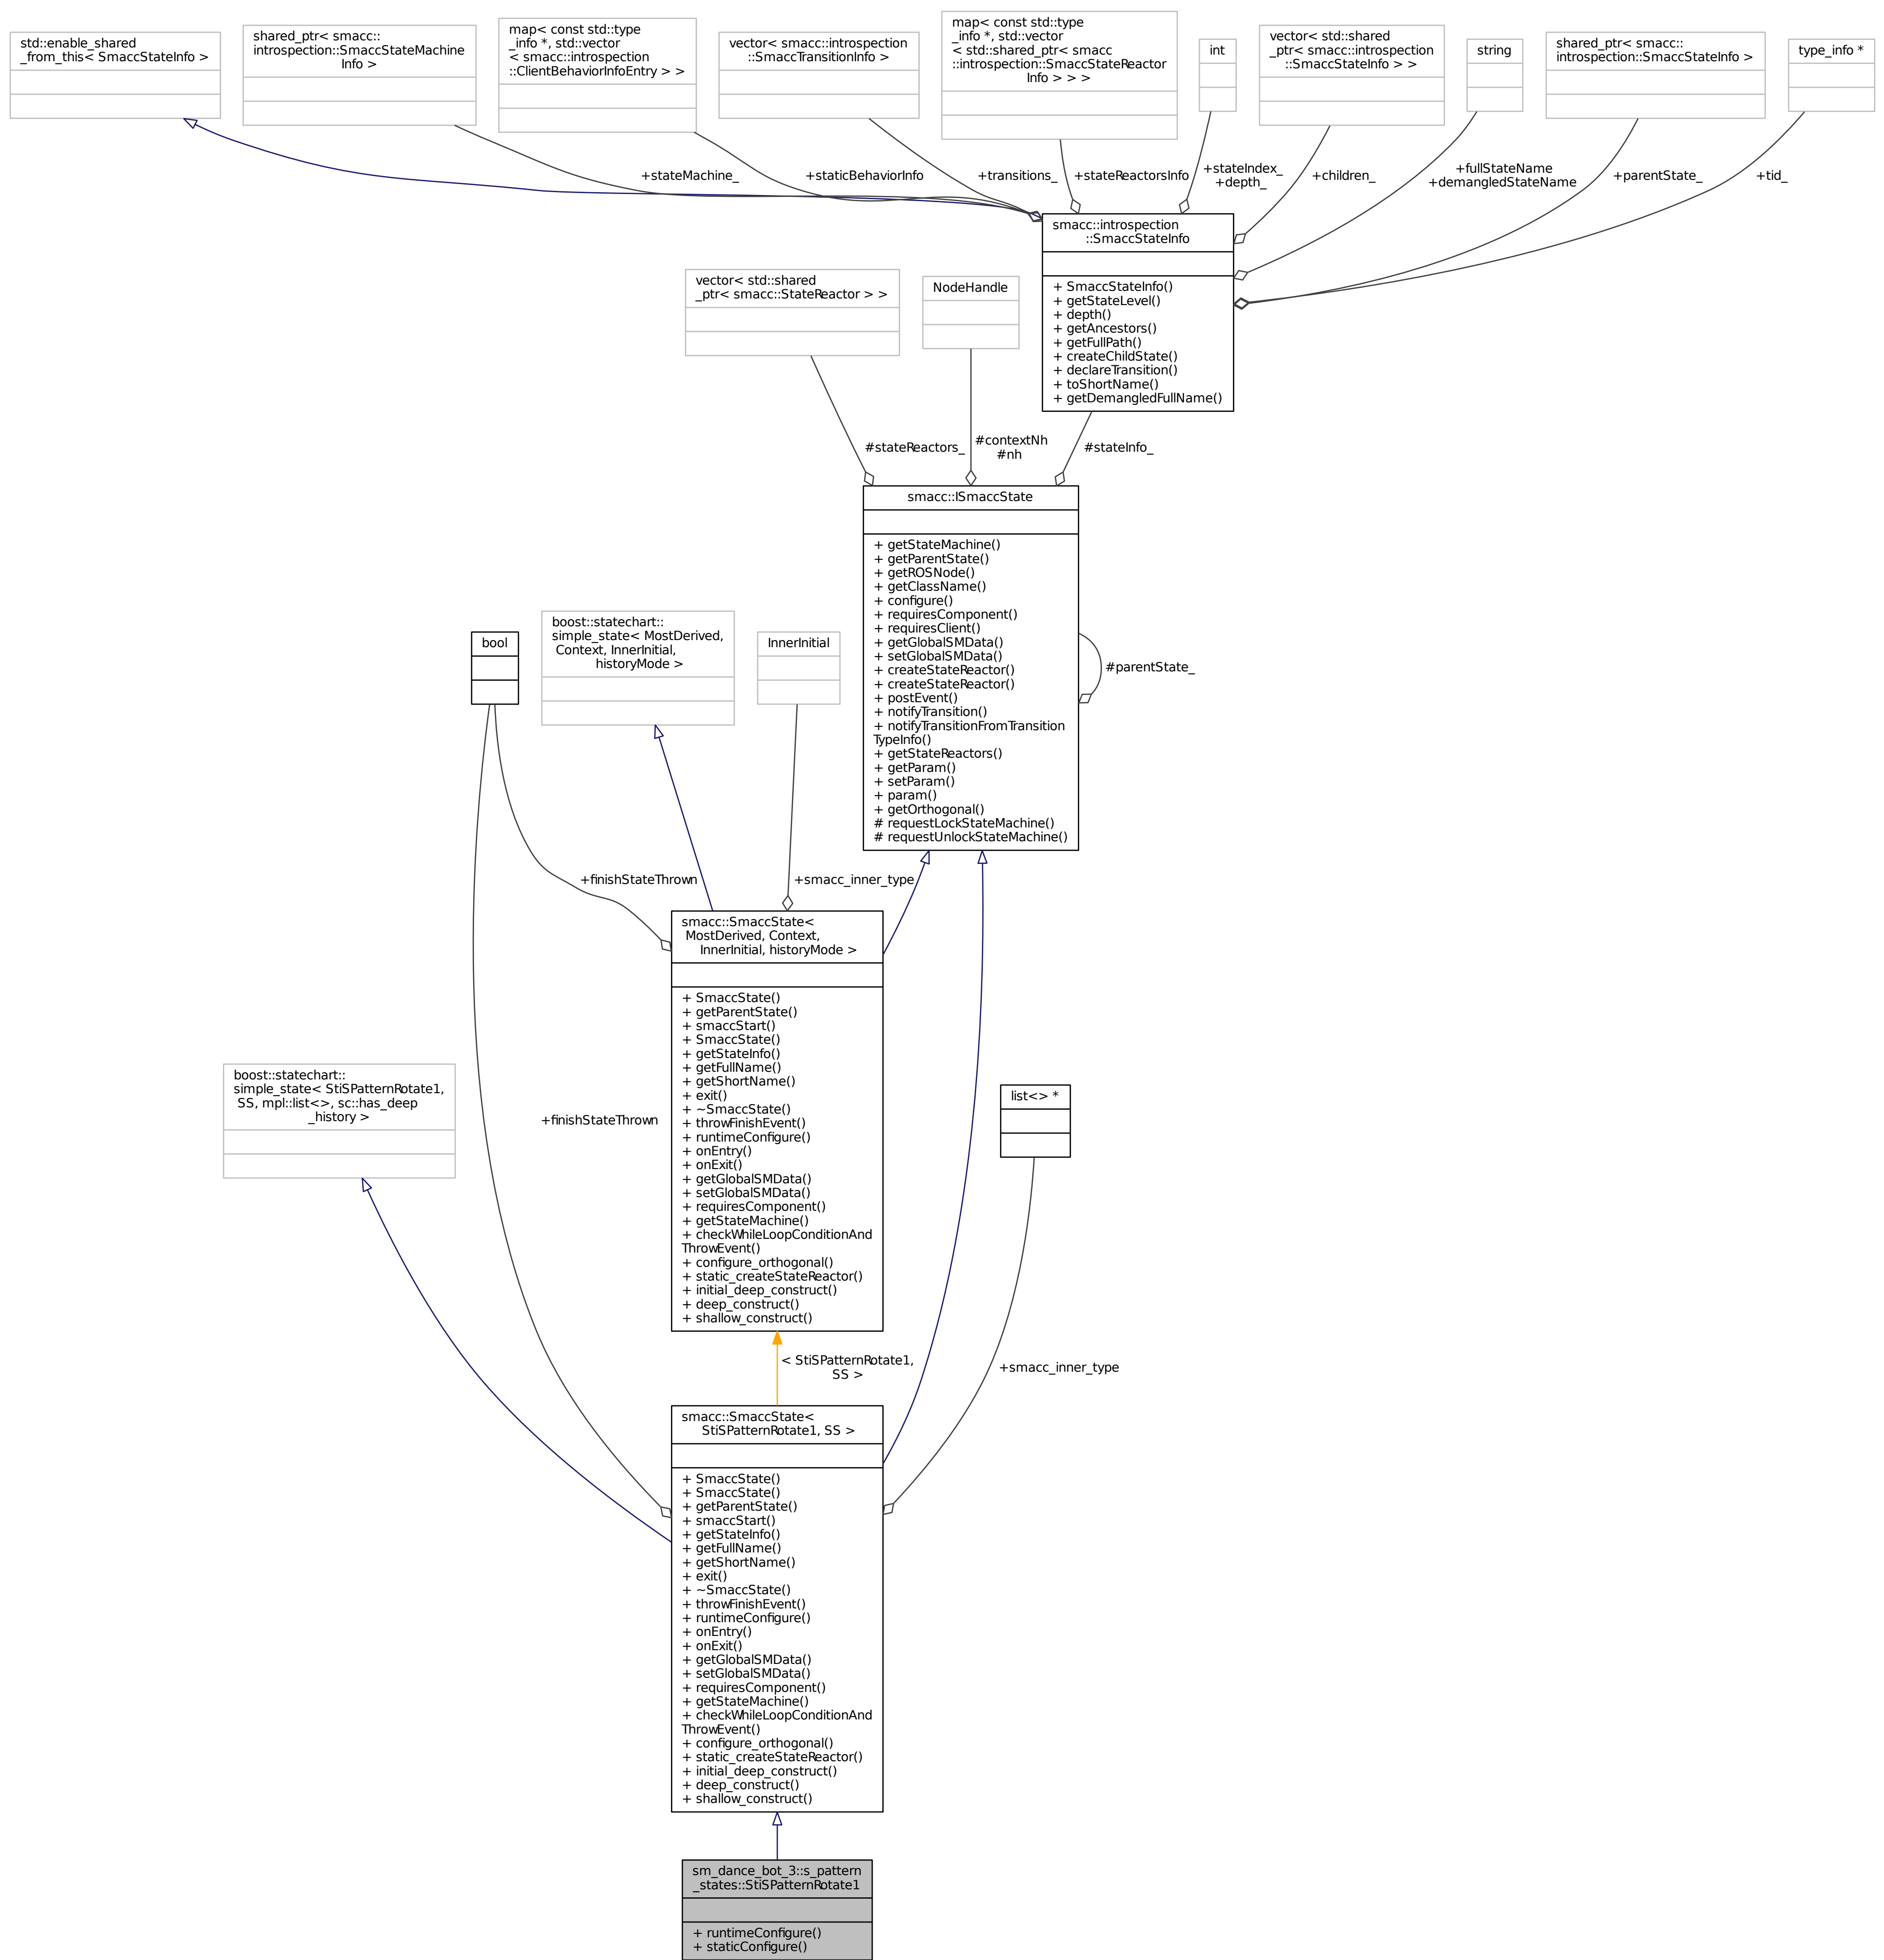 std::enable_shared
_from_this< SmaccStateInfo >
shared_ptr< smacc::
introspection::SmaccStateMachine
Info >
map< const std::type
_info *, std::vector
< smacc::introspection
::ClientBehaviorInfoEntry > >
vector< smacc::introspection
::SmaccTransitionInfo >
map< const std::type
_info *, std::vector
< std::shared_ptr< smacc
::introspection::SmaccStateReactor
Info > > >
int
vector< std::shared
_ptr< smacc::introspection
::SmaccStateInfo > >
string
shared_ptr< smacc::
introspection::SmaccStateInfo >
type_info *
+stateMachine_
+staticBehaviorInfo
+transitions_
+stateReactorsInfo
+stateIndex_
+depth_
+children_
+fullStateName
+demangledStateName
+parentState_
+tid_
smacc::introspection
::SmaccStateInfo
+ SmaccStateInfo()
+ getStateLevel()
+ depth()
+ getAncestors()
+ getFullPath()
+ createChildState()
+ declareTransition()
+ toShortName()
+ getDemangledFullName()
vector< std::shared
_ptr< smacc::StateReactor > >
NodeHandle
#stateReactors_
#contextNh
#nh
#stateInfo_
smacc::ISmaccState
+ getStateMachine()
+ getParentState()
+ getROSNode()
+ getClassName()
+ configure()
+ requiresComponent()
+ requiresClient()
+ getGlobalSMData()
+ setGlobalSMData()
+ createStateReactor()
+ createStateReactor()
+ postEvent()
+ notifyTransition()
+ notifyTransitionFromTransition
TypeInfo()
+ getStateReactors()
+ getParam()
+ setParam()
+ param()
+ getOrthogonal()
# requestLockStateMachine()
# requestUnlockStateMachine()
#parentState_
bool
boost::statechart::
simple_state< MostDerived,
Context, InnerInitial,
historyMode >
InnerInitial
+finishStateThrown
+smacc_inner_type
smacc::SmaccState<
MostDerived, Context,
InnerInitial, historyMode >
+ SmaccState()
+ getParentState()
+ smaccStart()
+ SmaccState()
+ getStateInfo()
+ getFullName()
+ getShortName()
+ exit()
+ ~SmaccState()
+ throwFinishEvent()
+ runtimeConfigure()
+ onEntry()
+ onExit()
+ getGlobalSMData()
+ setGlobalSMData()
+ requiresComponent()
+ getStateMachine()
+ checkWhileLoopConditionAnd
ThrowEvent()
+ configure_orthogonal()
+ static_createStateReactor()
+ initial_deep_construct()
+ deep_construct()
+ shallow_construct()
boost::statechart::
simple_state< StiSPatternRotate1,
SS, mpl::list<>, sc::has_deep
_history >
+finishStateThrown
list<> *
< StiSPatternRotate1,
SS >
+smacc_inner_type
smacc::SmaccState<
StiSPatternRotate1, SS >
+ SmaccState()
+ SmaccState()
+ getParentState()
+ smaccStart()
+ getStateInfo()
+ getFullName()
+ getShortName()
+ exit()
+ ~SmaccState()
+ throwFinishEvent()
+ runtimeConfigure()
+ onEntry()
+ onExit()
+ getGlobalSMData()
+ setGlobalSMData()
+ requiresComponent()
+ getStateMachine()
+ checkWhileLoopConditionAnd
ThrowEvent()
+ configure_orthogonal()
+ static_createStateReactor()
+ initial_deep_construct()
+ deep_construct()
+ shallow_construct()
sm_dance_bot_3::s_pattern
_states::StiSPatternRotate1
+ runtimeConfigure()
+ staticConfigure()